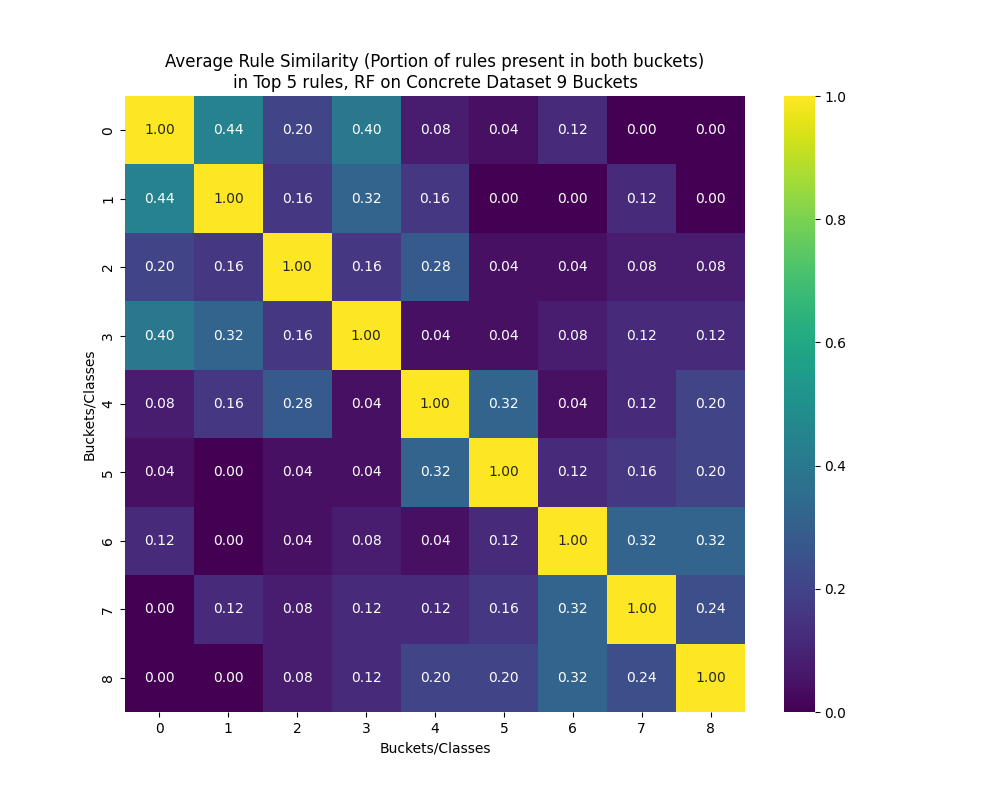 Average Rule Similarity (Portion of rules present in both buckets)
in Top 5 rules, RF on Concrete Dataset 9 Buckets
0 1.00 0.44 0.20 0.40 0.08 0.04 0.12 0.00 0.00
1 0.44 1.00 0.16 0.32 0.16 0.00 0.00 0.12 0.00
2 0.20 0.16 1.00 0.16 0.28 0.04 0.04 0.08 0.08
3 0.40 0.32 0.16 1.00 0.04 0.04 0.08 0.12 0.12
4 0.08 0.16 0.28 0.04 1.00 0.32 0.04 0.12 0.20
5 0.04 0.00 0.04 0.04 0.32 1.00 0.12 0.16 0.20
6 0.12 0.00 0.04 0.08 0.04 0.12 1.00 0.32 0.32
7 0.00 0.12 0.08 0.12 0.12 0.16 0.32 1.00 0.24
8 0.00 0.00 0.08 0.12 0.20 0.20 0.32 0.24 1.00
0 1 2 3 4 5 6 7 8
Buckets/Classes
Buckets/Classes
1.0
0.8
0.6
0.4
0.2
0.0